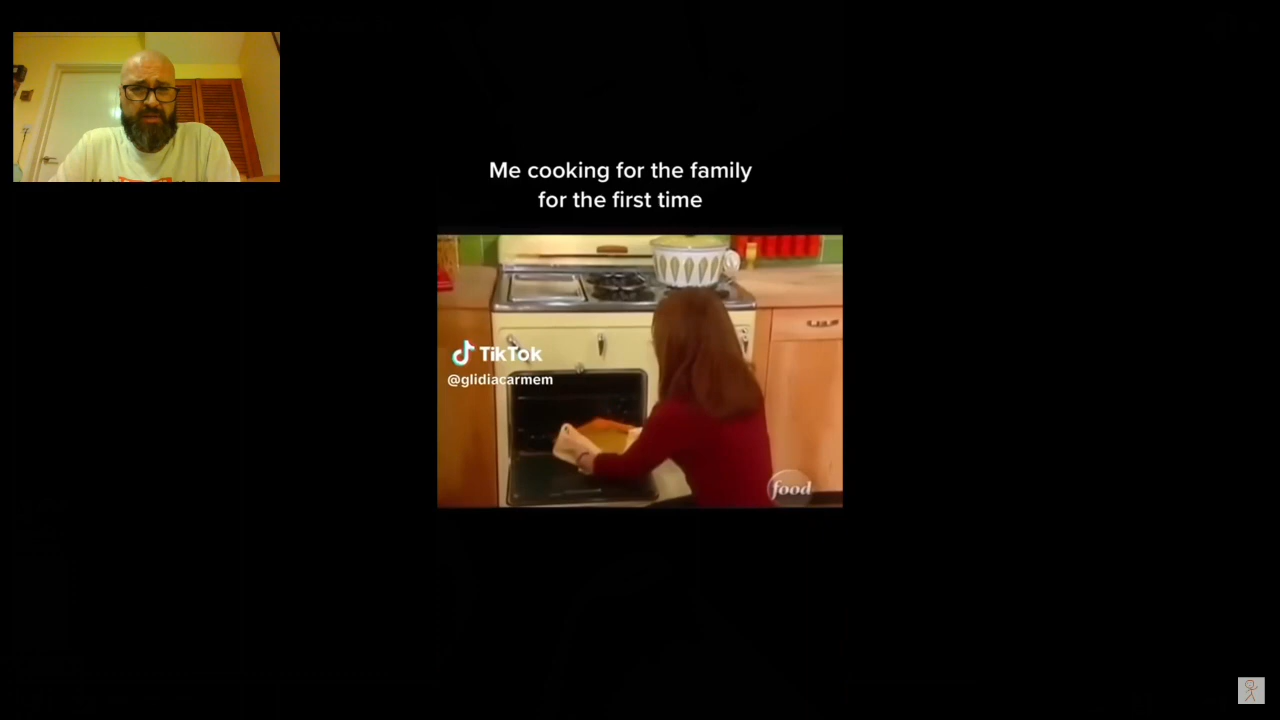 Me cooking for the family
for the first time
TikTok
@glidiacarmem
food